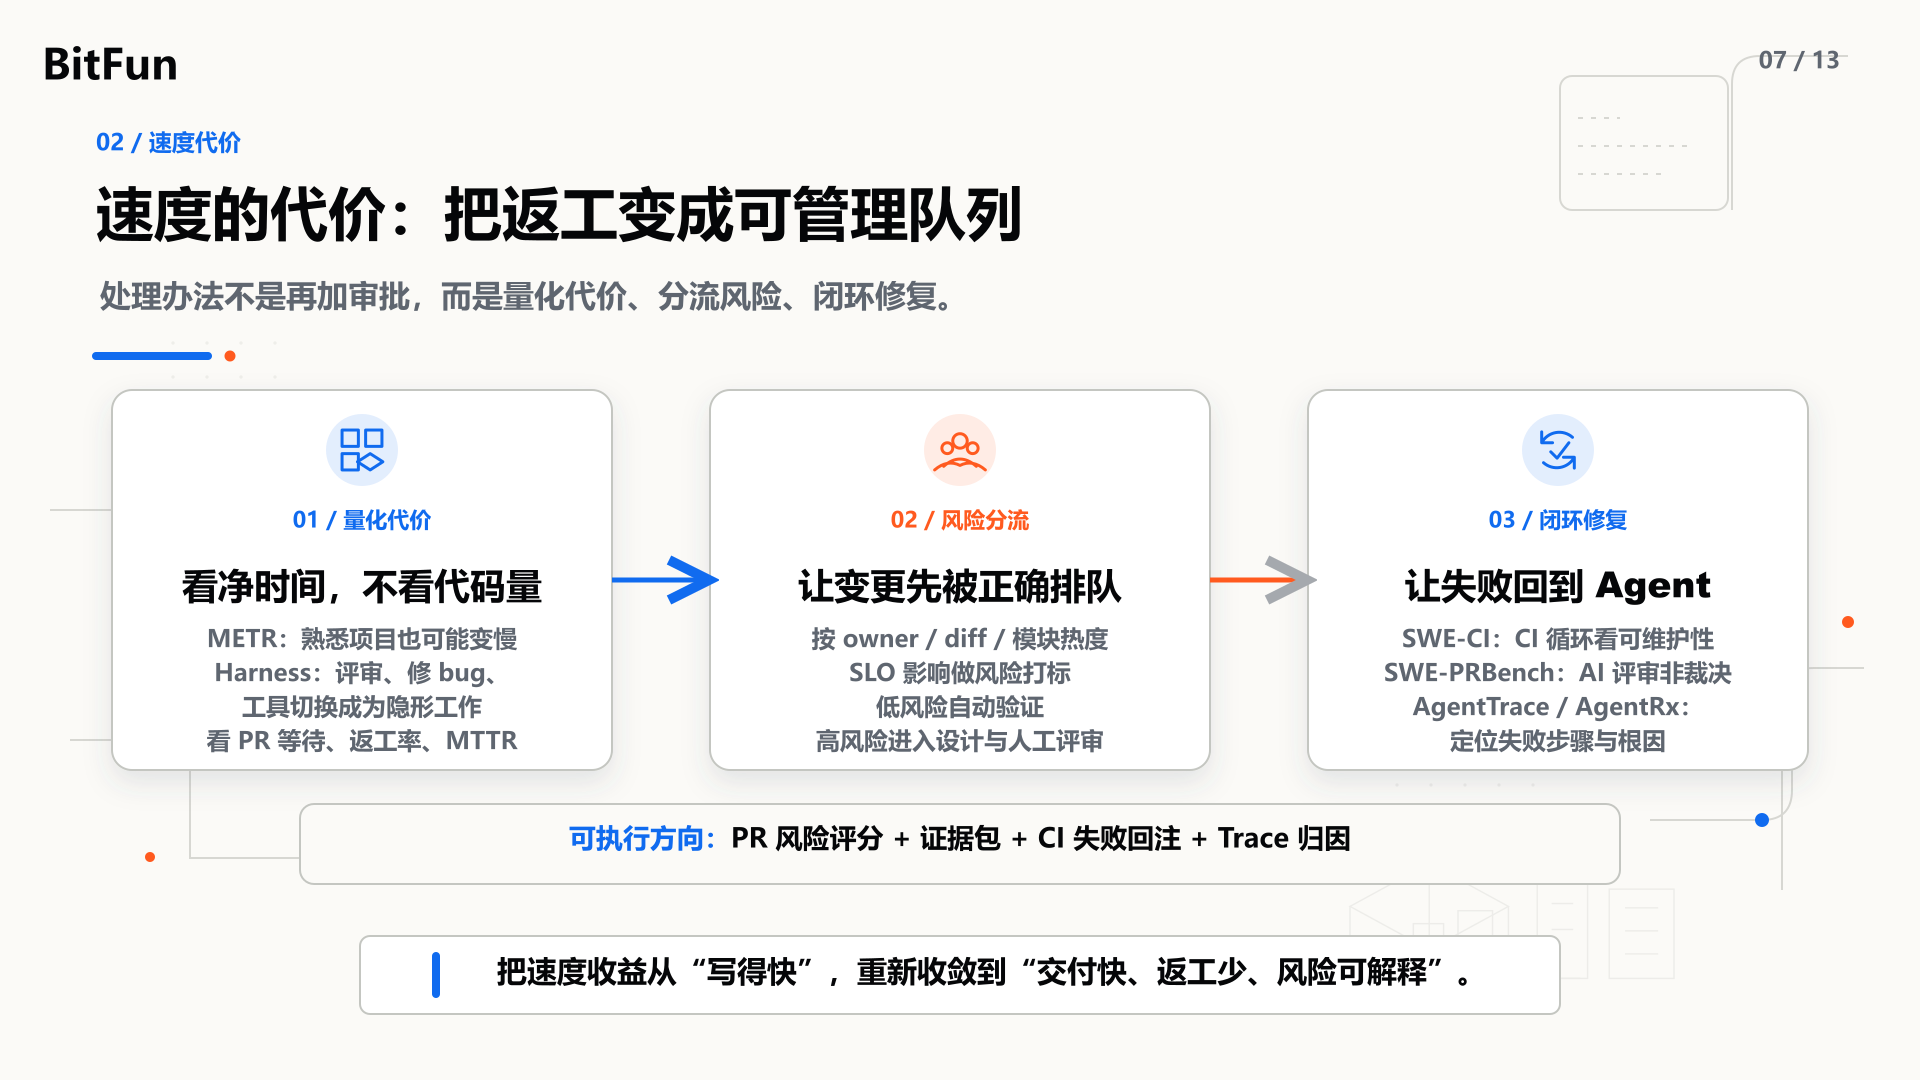 BitFun
07 / 13
02 / 速度代价
速度的代价：把返工变成可管理队列
处理办法不是再加审批，而是量化代价、分流风险、闭环修复。
01 / 量化代价
看净时间，不看代码量
METR：熟悉项目也可能变慢
Harness：评审、修 bug、
工具切换成为隐形工作
看 PR 等待、返工率、MTTR
02 / 风险分流
让变更先被正确排队
按 owner / diff / 模块热度
SLO 影响做风险打标
低风险自动验证
高风险进入设计与人工评审
03 / 闭环修复
让失败回到 Agent
SWE-CI：CI 循环看可维护性
SWE-PRBench：AI 评审非裁决
AgentTrace / AgentRx：
定位失败步骤与根因
可执行方向：PR 风险评分 + 证据包 + CI 失败回注 + Trace 归因
把速度收益从“写得快”，重新收敛到“交付快、返工少、风险可解释”。